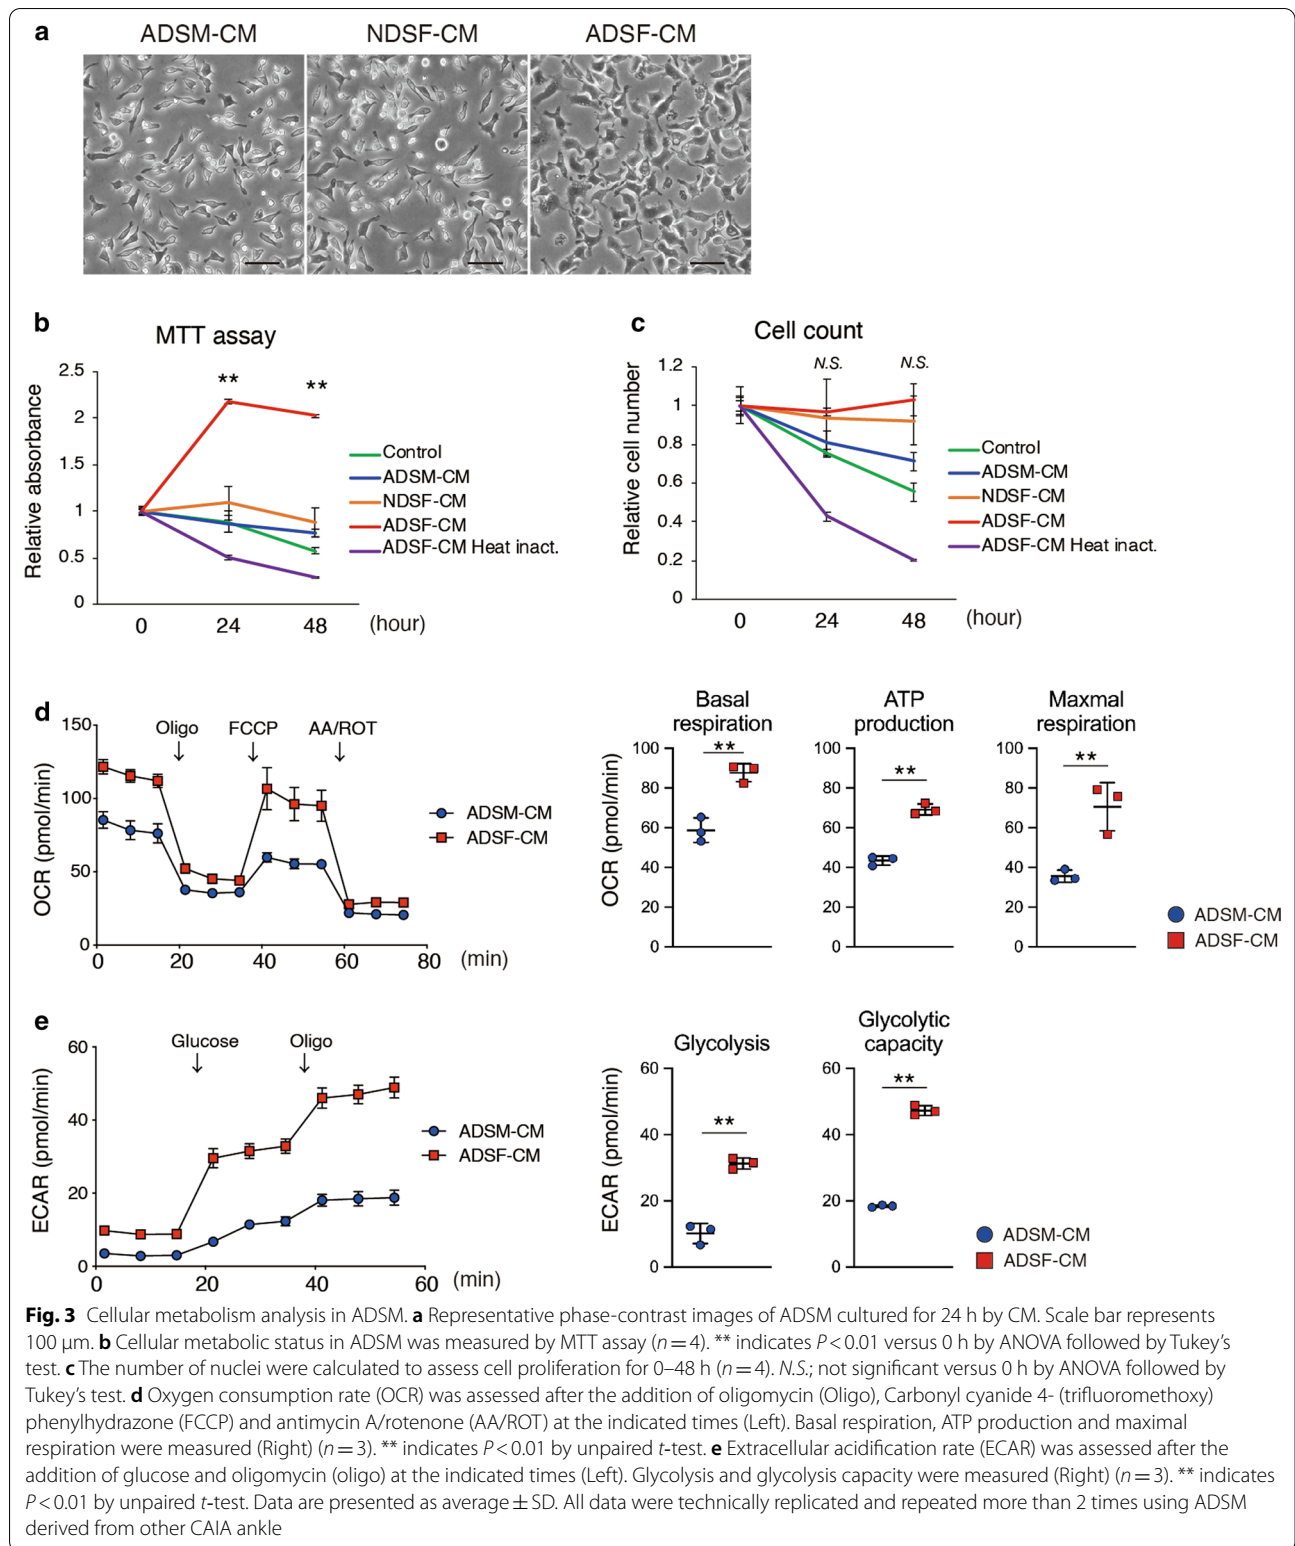 a
ADSM-CM NDSF-CM ADSF-CM
b
MTT assay
Relative absorbance
2.5
2
1.5
1
0.5
0
** **
0 24 48 (hour)
Control
ADSM-CM
NDSF-CM
ADSF-CM
ADSF-CM Heat inact.
c
Cell count
Relative cell number
1.2
1
0.8
0.6
0.4
0.2
0
N.S. N.S.
0 24 48 (hour)
Control
ADSM-CM
NDSF-CM
ADSF-CM
ADSF-CM Heat inact.
d
OCR (pmol/min)
150
100
50
0
Oligo FCCP AA/ROT
0 20 40 60 80 (min)
ADSM-CM
ADSF-CM
Basal
respiration
OCR (pmol/min)
100
80
60
40
20
0
**
ATP
production
100
80
60
40
20
0
**
Maxmal
respiration
100
80
60
40
20
0
**
ADSM-CM
ADSF-CM
e
ECAR (pmol/min)
60
40
20
0
Glucose Oligo
0 20 40 60 (min)
ADSM-CM
ADSF-CM
Glycolysis
ECAR (pmol/min)
60
40
20
0
**
Glycolytic
capacity
60
40
20
0
**
ADSM-CM
ADSF-CM
Fig. 3 Cellular metabolism analysis in ADSM. a Representative phase-contrast images of ADSM cultured for 24 h by CM. Scale bar represents
100 µm. b Cellular metabolic status in ADSM was measured by MTT assay (n = 4). ** indicates P < 0.01 versus 0 h by ANOVA followed by Tukey's
test. c The number of nuclei were calculated to assess cell proliferation for 0–48 h (n = 4). N.S.; not significant versus 0 h by ANOVA followed by
Tukey's test. d Oxygen consumption rate (OCR) was assessed after the addition of oligomycin (Oligo), Carbonyl cyanide 4- (trifluoromethoxy)
phenylhydrazone (FCCP) and antimycin A/rotenone (AA/ROT) at the indicated times (Left). Basal respiration, ATP production and maximal
respiration were measured (Right) (n = 3). ** indicates P < 0.01 by unpaired t-test. e Extracellular acidification rate (ECAR) was assessed after the
addition of glucose and oligomycin (oligo) at the indicated times (Left). Glycolysis and glycolysis capacity were measured (Right) (n = 3). ** indicates
P < 0.01 by unpaired t-test. Data are presented as average ± SD. All data were technically replicated and repeated more than 2 times using ADSM
derived from other CAIA ankle